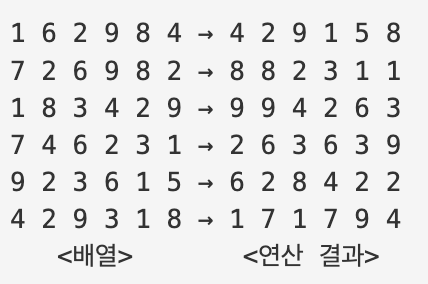 1 6 2 9 8 4 → 4 2 9 1 5 8
7 2 6 9 8 2 → 8 8 2 3 1 1
1 8 3 4 2 9 → 9 9 4 2 6 3
7 4 6 2 3 1 → 2 6 3 6 3 9
9 2 3 6 1 5 → 6 2 8 4 2 2
4 2 9 3 1 8 → 1 7 1 7 9 4
<배열> <연산 결과>